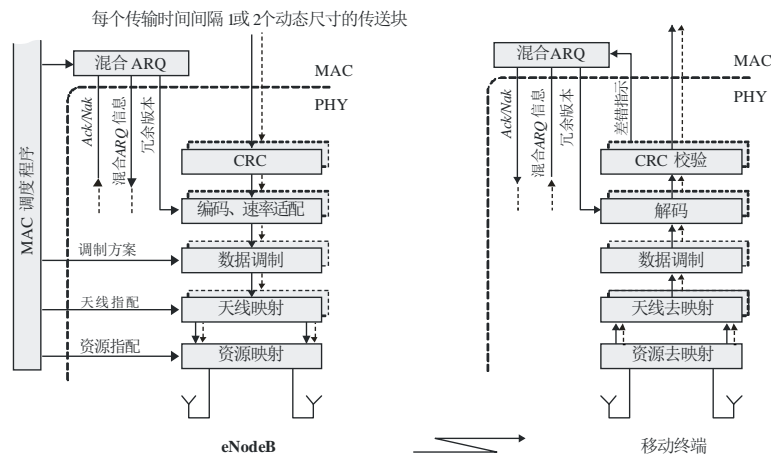 每个传输时间间隔 1或 2个动态尺寸的传送块
混合 ARQ
MAC
PHY
Ack/Nak
混合ARQ 信息
冗余版本
MAC 调度程序
CRC
编码、速率适配
调制方案
数据调制
天线指配
天线映射
资源指配
资源映射
eNodeB
混合ARQ
MAC
PHY
Ack/Nak
混合ARQ 信息
冗余版本
差错指示
CRC 校验
解码
数据调制
天线去映射
资源去映射
移动终端